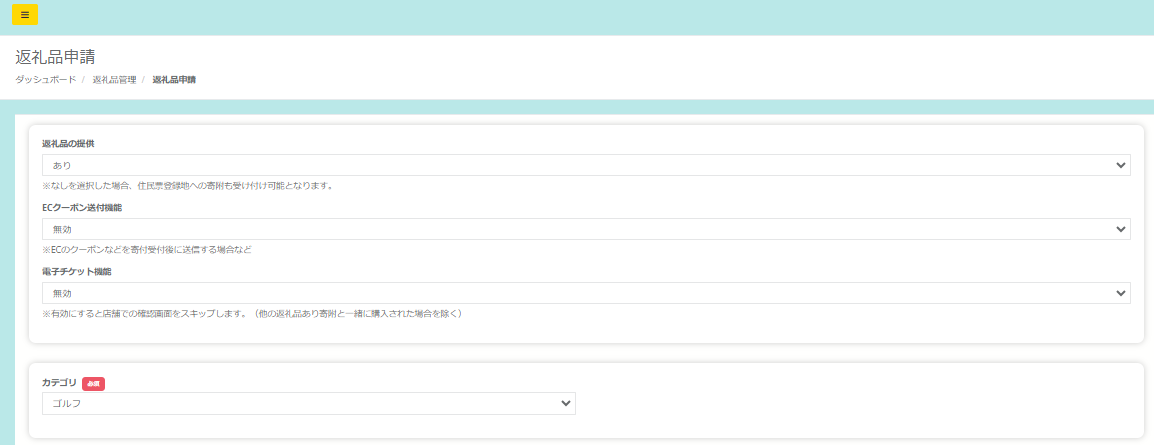 返礼品申請
ダッシュボード / 返礼品管理 / 返礼品申請
返礼品の提供
あり
※なしを選択した場合、住民票登録地への寄附も受け付け可能となります。
ECクーポン送付機能
無効
※ECのクーポンなどを寄付受付後に送信する場合など
電子チケット機能
無効
※有効にすると店舗での確認画面をスキップします。（他の返礼品あり寄附と一緒に購入された場合を除く）
カテゴリ 必須
ゴルフ